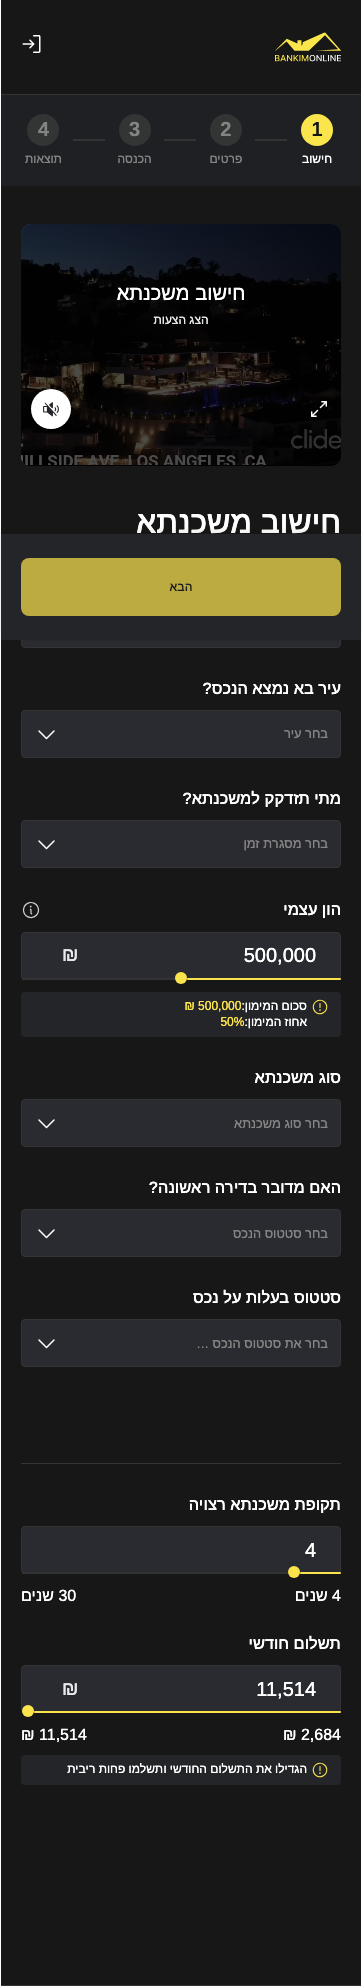 BANKIMONLINE
1
2
3
4
חישוב
פרטים
הכנסה
תוצאות
חישוב משכנתא
הצג הצעות
clide
HILLSIDE AVE, LOS ANGELES ,CA
חישוב משכנתא
הבא
עיר בא נמצא הנכס?
בחר עיר
מתי תזדקק למשכנתא?
בחר מסגרת זמן
הון עצמי
500,000 ₪
סכום המימון:500,000 ₪
אחוז המימון:50%
סוג משכנתא
בחר סוג משכנתא
האם מדובר בדירה ראשונה?
בחר סטטוס הנכס
סטטוס בעלות על נכס
בחר את סטטוס הנכס ...
תקופת משכנתא רצויה
4
4 שנים
30 שנים
תשלום חודשי
11,514 ₪
2,684 ₪
11,514 ₪
הגדילו את התשלום החודשי ותשלמו פחות ריבית